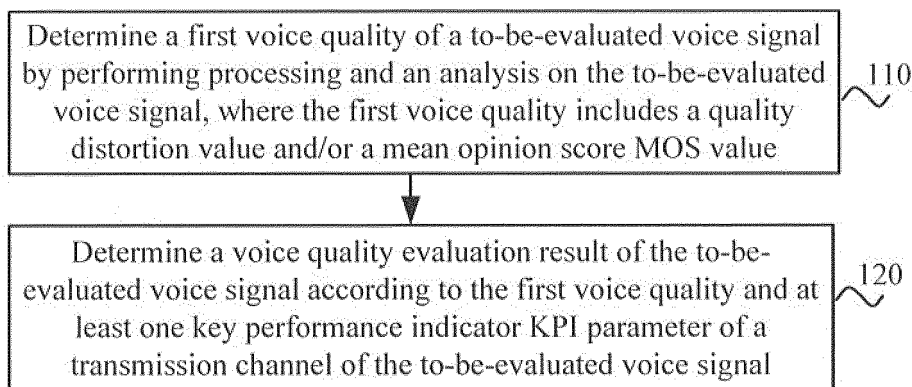 Determine a first voice quality of a to-be-evaluated voice signal
by performing processing and an analysis on the to-be-evaluated
voice signal, where the first voice quality includes a quality
distortion value and/or a mean opinion score MOS value
110
Determine a voice quality evaluation result of the to-be-
evaluated voice signal according to the first voice quality and at
least one key performance indicator KPI parameter of a
transmission channel of the to-be-evaluated voice signal
120